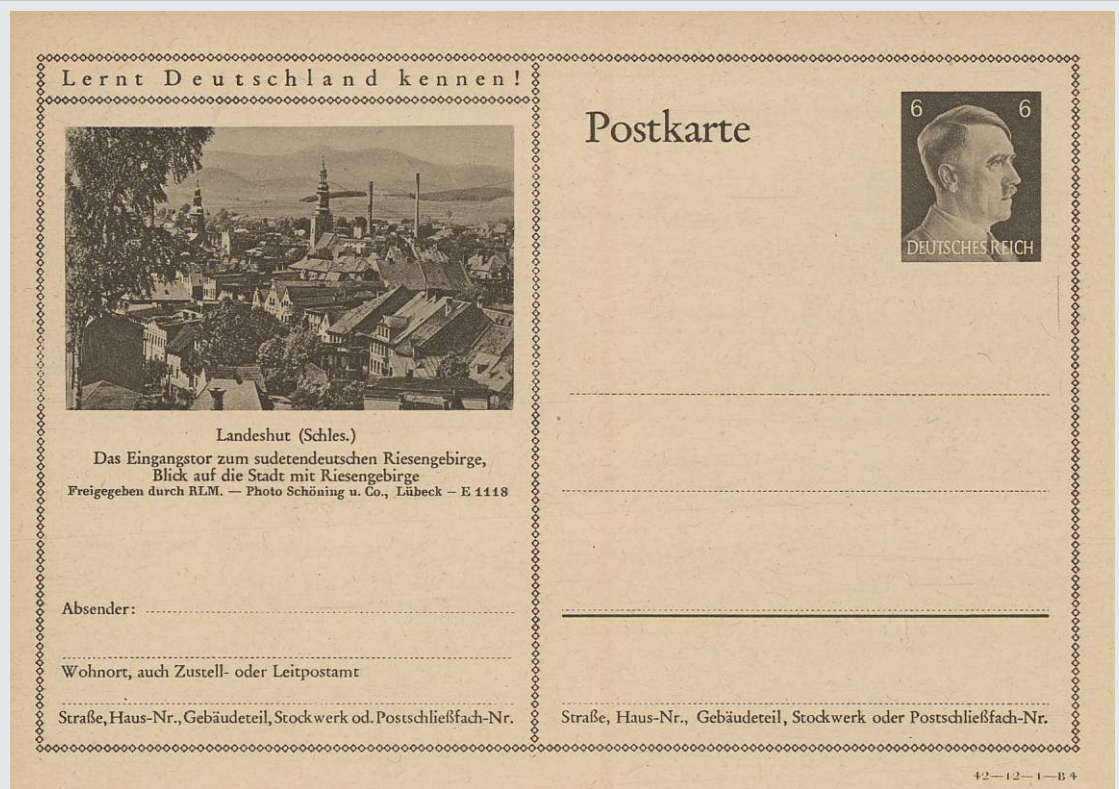 Lernt Deutschland kennen!
Landeshut (Schles.)
Das Eingangstor zum sudetendeutschen Riesengebirge,
Blick auf die Stadt mit Riesengebirge
Freigegeben durch RLM. — Photo Schöning u. Co., Lübeck – E 1118
Absender:
Wohnort, auch Zustell- oder Leitpostamt
Straße, Haus-Nr., Gebäudeteil, Stockwerk od. Postschließfach-Nr.
Postkarte
6 6
DEUTSCHES REICH
Straße, Haus-Nr., Gebäudeteil, Stockwerk oder Postschließfach-Nr.
42—12—1—B 4